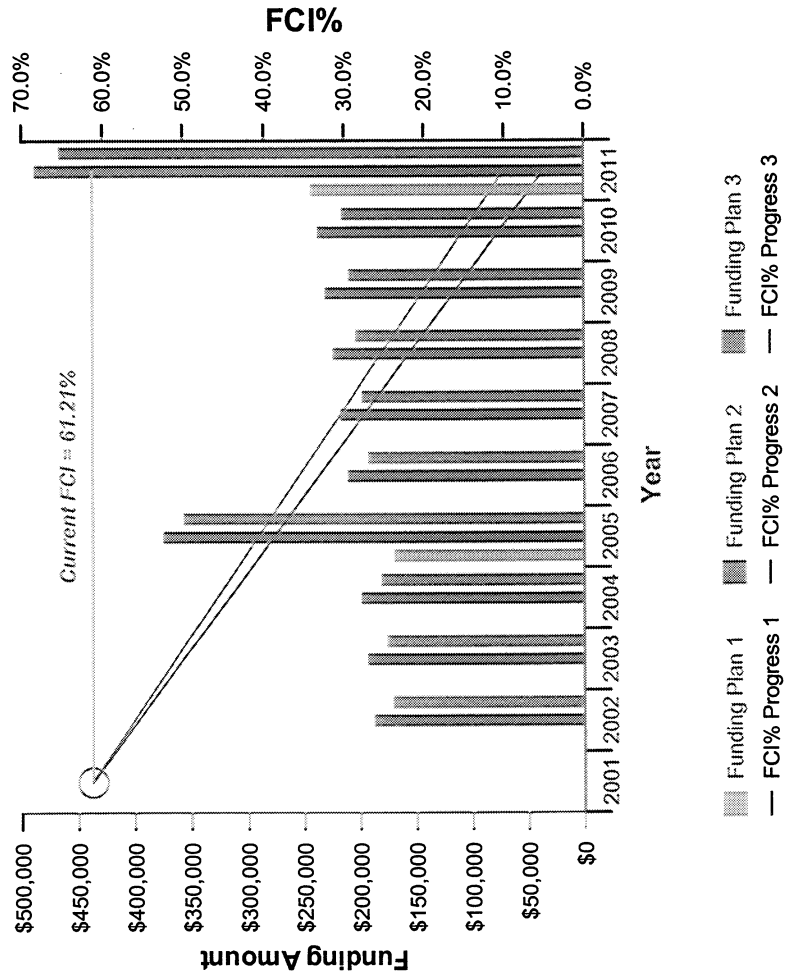 FCI%
70.0%
60.0%
50.0%
40.0%
30.0%
20.0%
10.0%
0.0%
Current FCI = 61.21%
$500,000
$450,000
$400,000
$350,000
$300,000
$250,000
$200,000
$150,000
$100,000
$50,000
$0
Funding Amount
2001 2002 2003 2004 2005 2006 2007 2008 2009 2010 2011
Year
Funding Plan 1 Funding Plan 2 Funding Plan 3
FCI% Progress 1 FCI% Progress 2 FCI% Progress 3